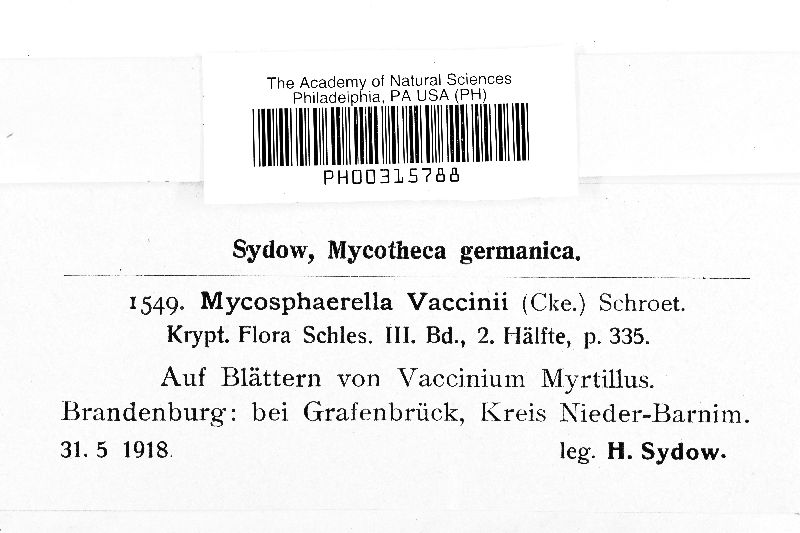 The Academy of Natural Sciences
Philadelphia, PA USA (PH)
PH00315788
Sydow, Mycotheca germanica.
1549. Mycosphaerella Vaccinii (Cke.) Schroet.
Krypt. Flora Schles. III. Bd., 2. Hälfte, p. 335.
Auf Blättern von Vaccinium Myrtillus.
Brandenburg: bei Grafenbrück, Kreis Nieder-Barnim.
31. 5 1918. leg. H. Sydow.